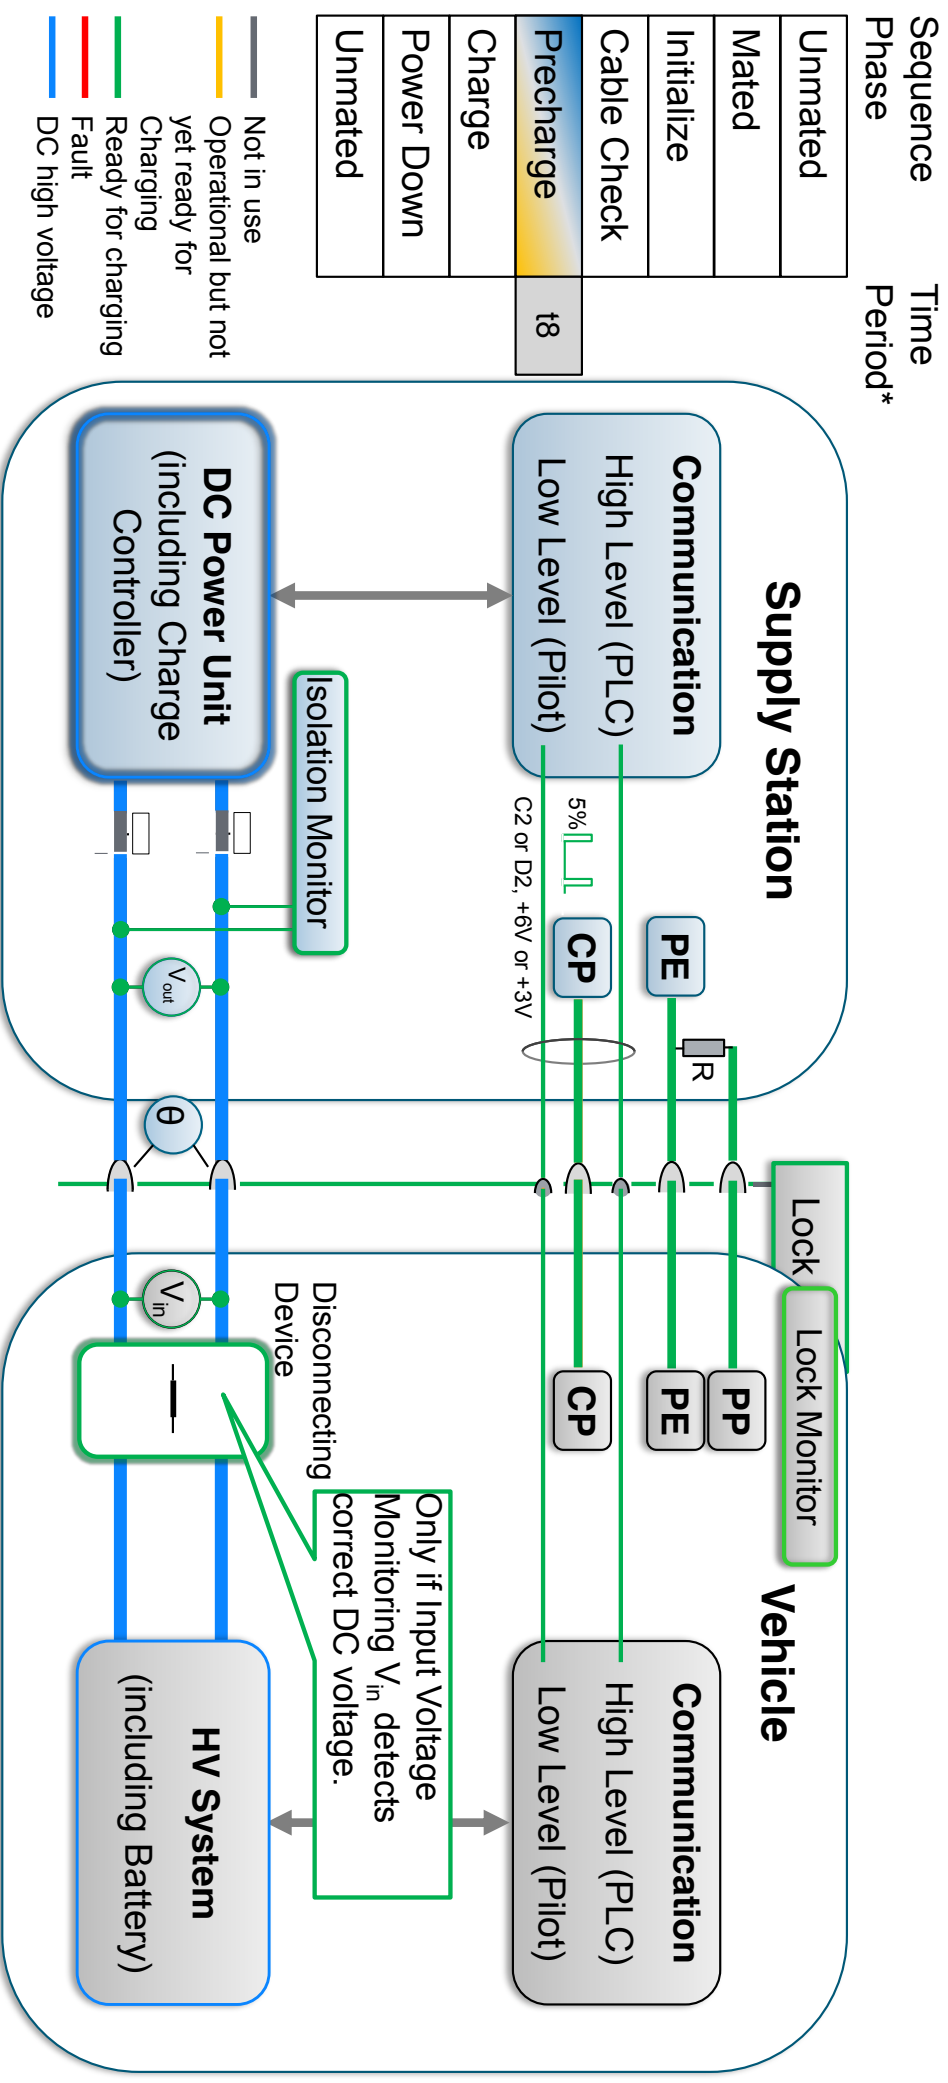 Sequence
Phase
Time
Period*
Unmated
Mated
Initialize
Cable Check
Precharge
t8
Charge
Power Down
Unmated
Not in use
Operational but not
yet ready for
Charging
Ready for charging
Fault
DC high voltage
Supply Station
Communication
High Level (PLC)
Low Level (Pilot)
5%
C2 or D2, +6V or +3V
PE
CP
R
DC Power Unit
(including Charge
Controller)
Isolation Monitor
V out
θ
Lock
Lock Monitor
Vehicle
PP
PE
CP
Communication
High Level (PLC)
Low Level (Pilot)
V in
Disconnecting
Device
Only if Input Voltage
Monitoring V in detects
correct DC voltage.
HV System
(including Battery)